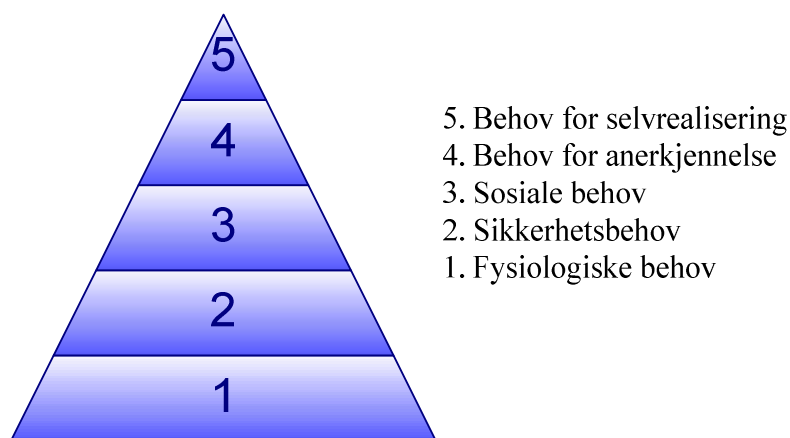 5
4
3
2
1
5. Behov for selvrealisering
4. Behov for anerkjennelse
3. Sosiale behov
2. Sikkerhetsbehov
1. Fysiologiske behov